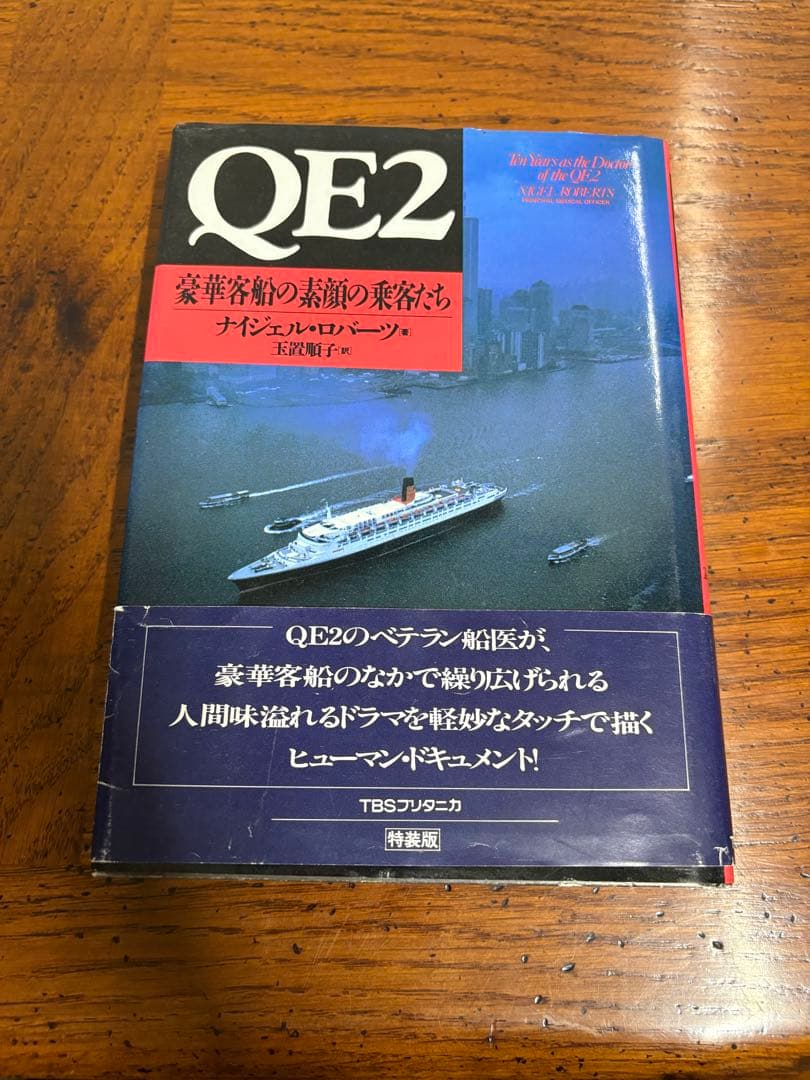 QE2
豪華客船の素顔の乗客たち
ナイジェル・ロバーツ[著]
玉置順子[訳]
Ten Years as the Doctor
of the QE2
NIGEL ROBERTS
PRINCIPAL MEDICAL OFFICER
QE2のベテラン船医が、
豪華客船のなかで繰り広げられる
人間味溢れるドラマを軽妙なタッチで描く
ヒューマン・ドキュメント!
TBSブリタニカ
特装版